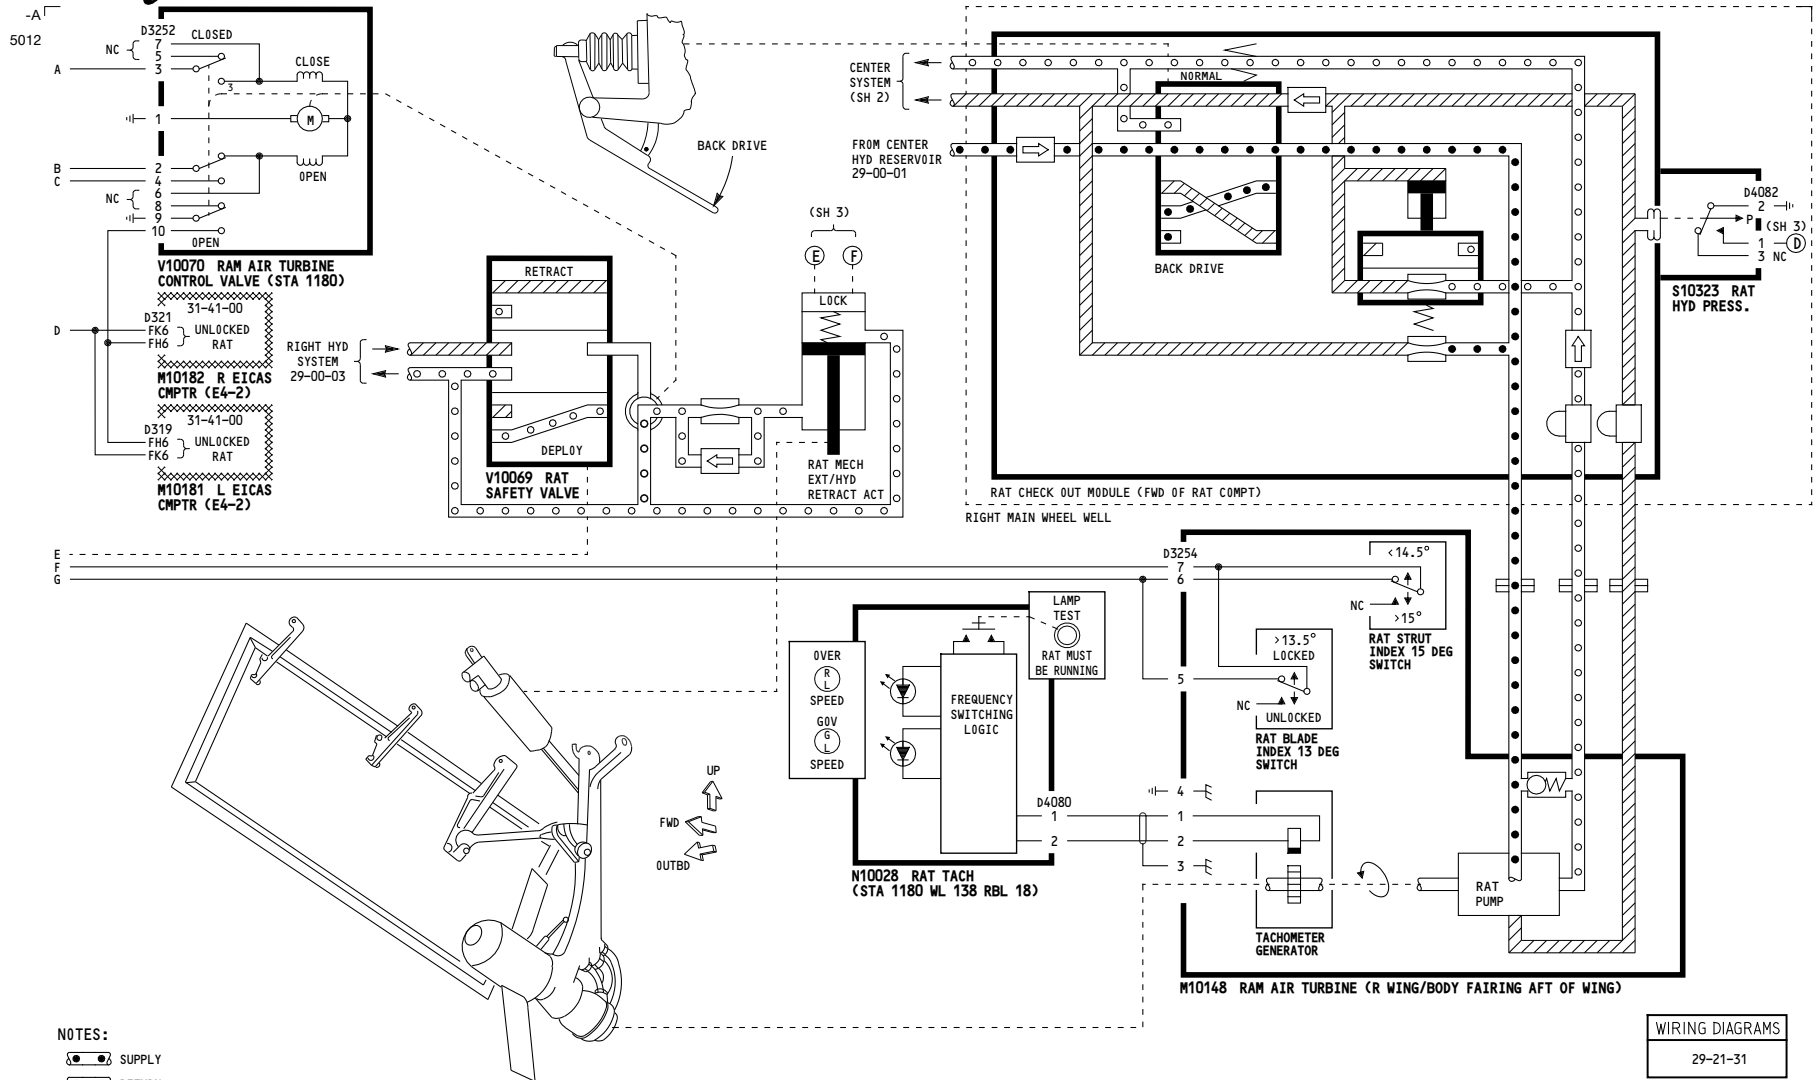 -A
5012
D3252
CLOSED
NC
7
5
3
A
CLOSE
3
1
M
B
C
2
4
6
NC
8
9
10
OPEN
OPEN
V10070 RAM AIR TURBINE
CONTROL VALVE (STA 1180)
31-41-00
D321
FK6
FH6
UNLOCKED
RAT
D
M10182 R EICAS
CMPTR (E4-2)
31-41-00
D319
FH6
FK6
UNLOCKED
RAT
M10181 L EICAS
CMPTR (E4-2)
BACK DRIVE
RIGHT HYD
SYSTEM
29-00-03
RETRACT
DEPLOY
V10069 RAT
SAFETY VALVE
(SH 3)
E
F
LOCK
RAT MECH
EXT/HYD
RETRACT ACT
CENTER
SYSTEM
(SH 2)
FROM CENTER
HYD RESERVOIR
29-00-01
NORMAL
BACK DRIVE
D4082
2
P
(SH 3)
1
D
3 NC
S10323 RAT
HYD PRESS.
RAT CHECK OUT MODULE (FWD OF RAT COMPT)
RIGHT MAIN WHEEL WELL
E
F
G
D3254
7
6
<14.5°
NC
>15°
RAT STRUT
INDEX 15 DEG
SWITCH
>13.5°
LOCKED
5
NC
UNLOCKED
RAT BLADE
INDEX 13 DEG
SWITCH
LAMP
TEST
RAT MUST
BE RUNNING
OVER
R
L
SPEED
GOV
G
L
SPEED
FREQUENCY
SWITCHING
LOGIC
D4080
1
2
4
1
2
3
N10028 RAT TACH
(STA 1180 WL 138 RBL 18)
UP
FWD
OUTBD
TACHOMETER
GENERATOR
RAT
PUMP
M10148 RAM AIR TURBINE (R WING/BODY FAIRING AFT OF WING)
NOTES:
SUPPLY
WIRING DIAGRAMS
29-21-31